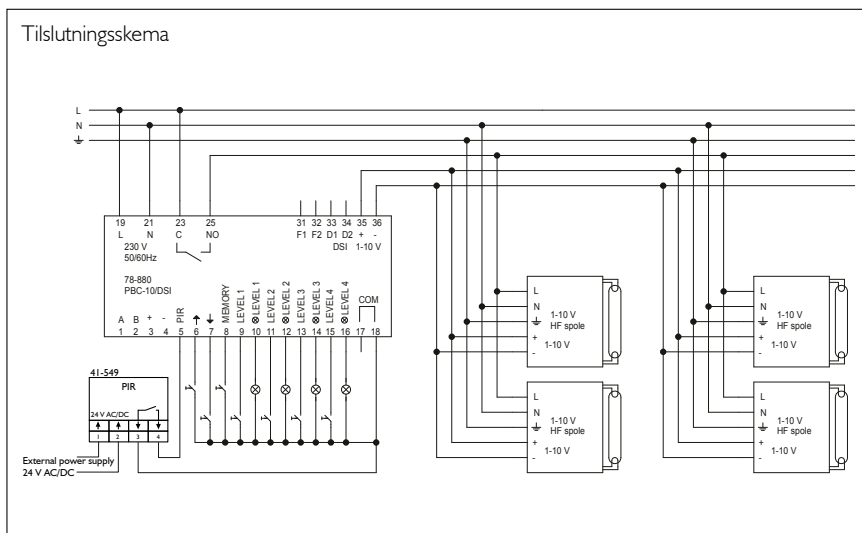 Tilslutningsskema
L
N
19 21 23 25 31 32 33 34 35 36
L N C NO F1 F2 D1 D2 + -
230 V DSI 1-10 V
50/60Hz
78-880
PBC-10/DSI
PIR MEMORY LEVEL 1 LEVEL 1 LEVEL 2 LEVEL 2 LEVEL 3 LEVEL 3 LEVEL 4 LEVEL 4 COM
A B + -
1 2 3 4 5 6 7 8 9 10 11 12 13 14 15 16 17 18
41-549
PIR
24 V AC/DC
1 2 3 4
External power supply
24 V AC/DC
L
N
+
-
1-10 V
HF spole
1-10 V
L
N
+
-
1-10 V
HF spole
1-10 V
L
N
+
-
1-10 V
HF spole
1-10 V
L
N
+
-
1-10 V
HF spole
1-10 V